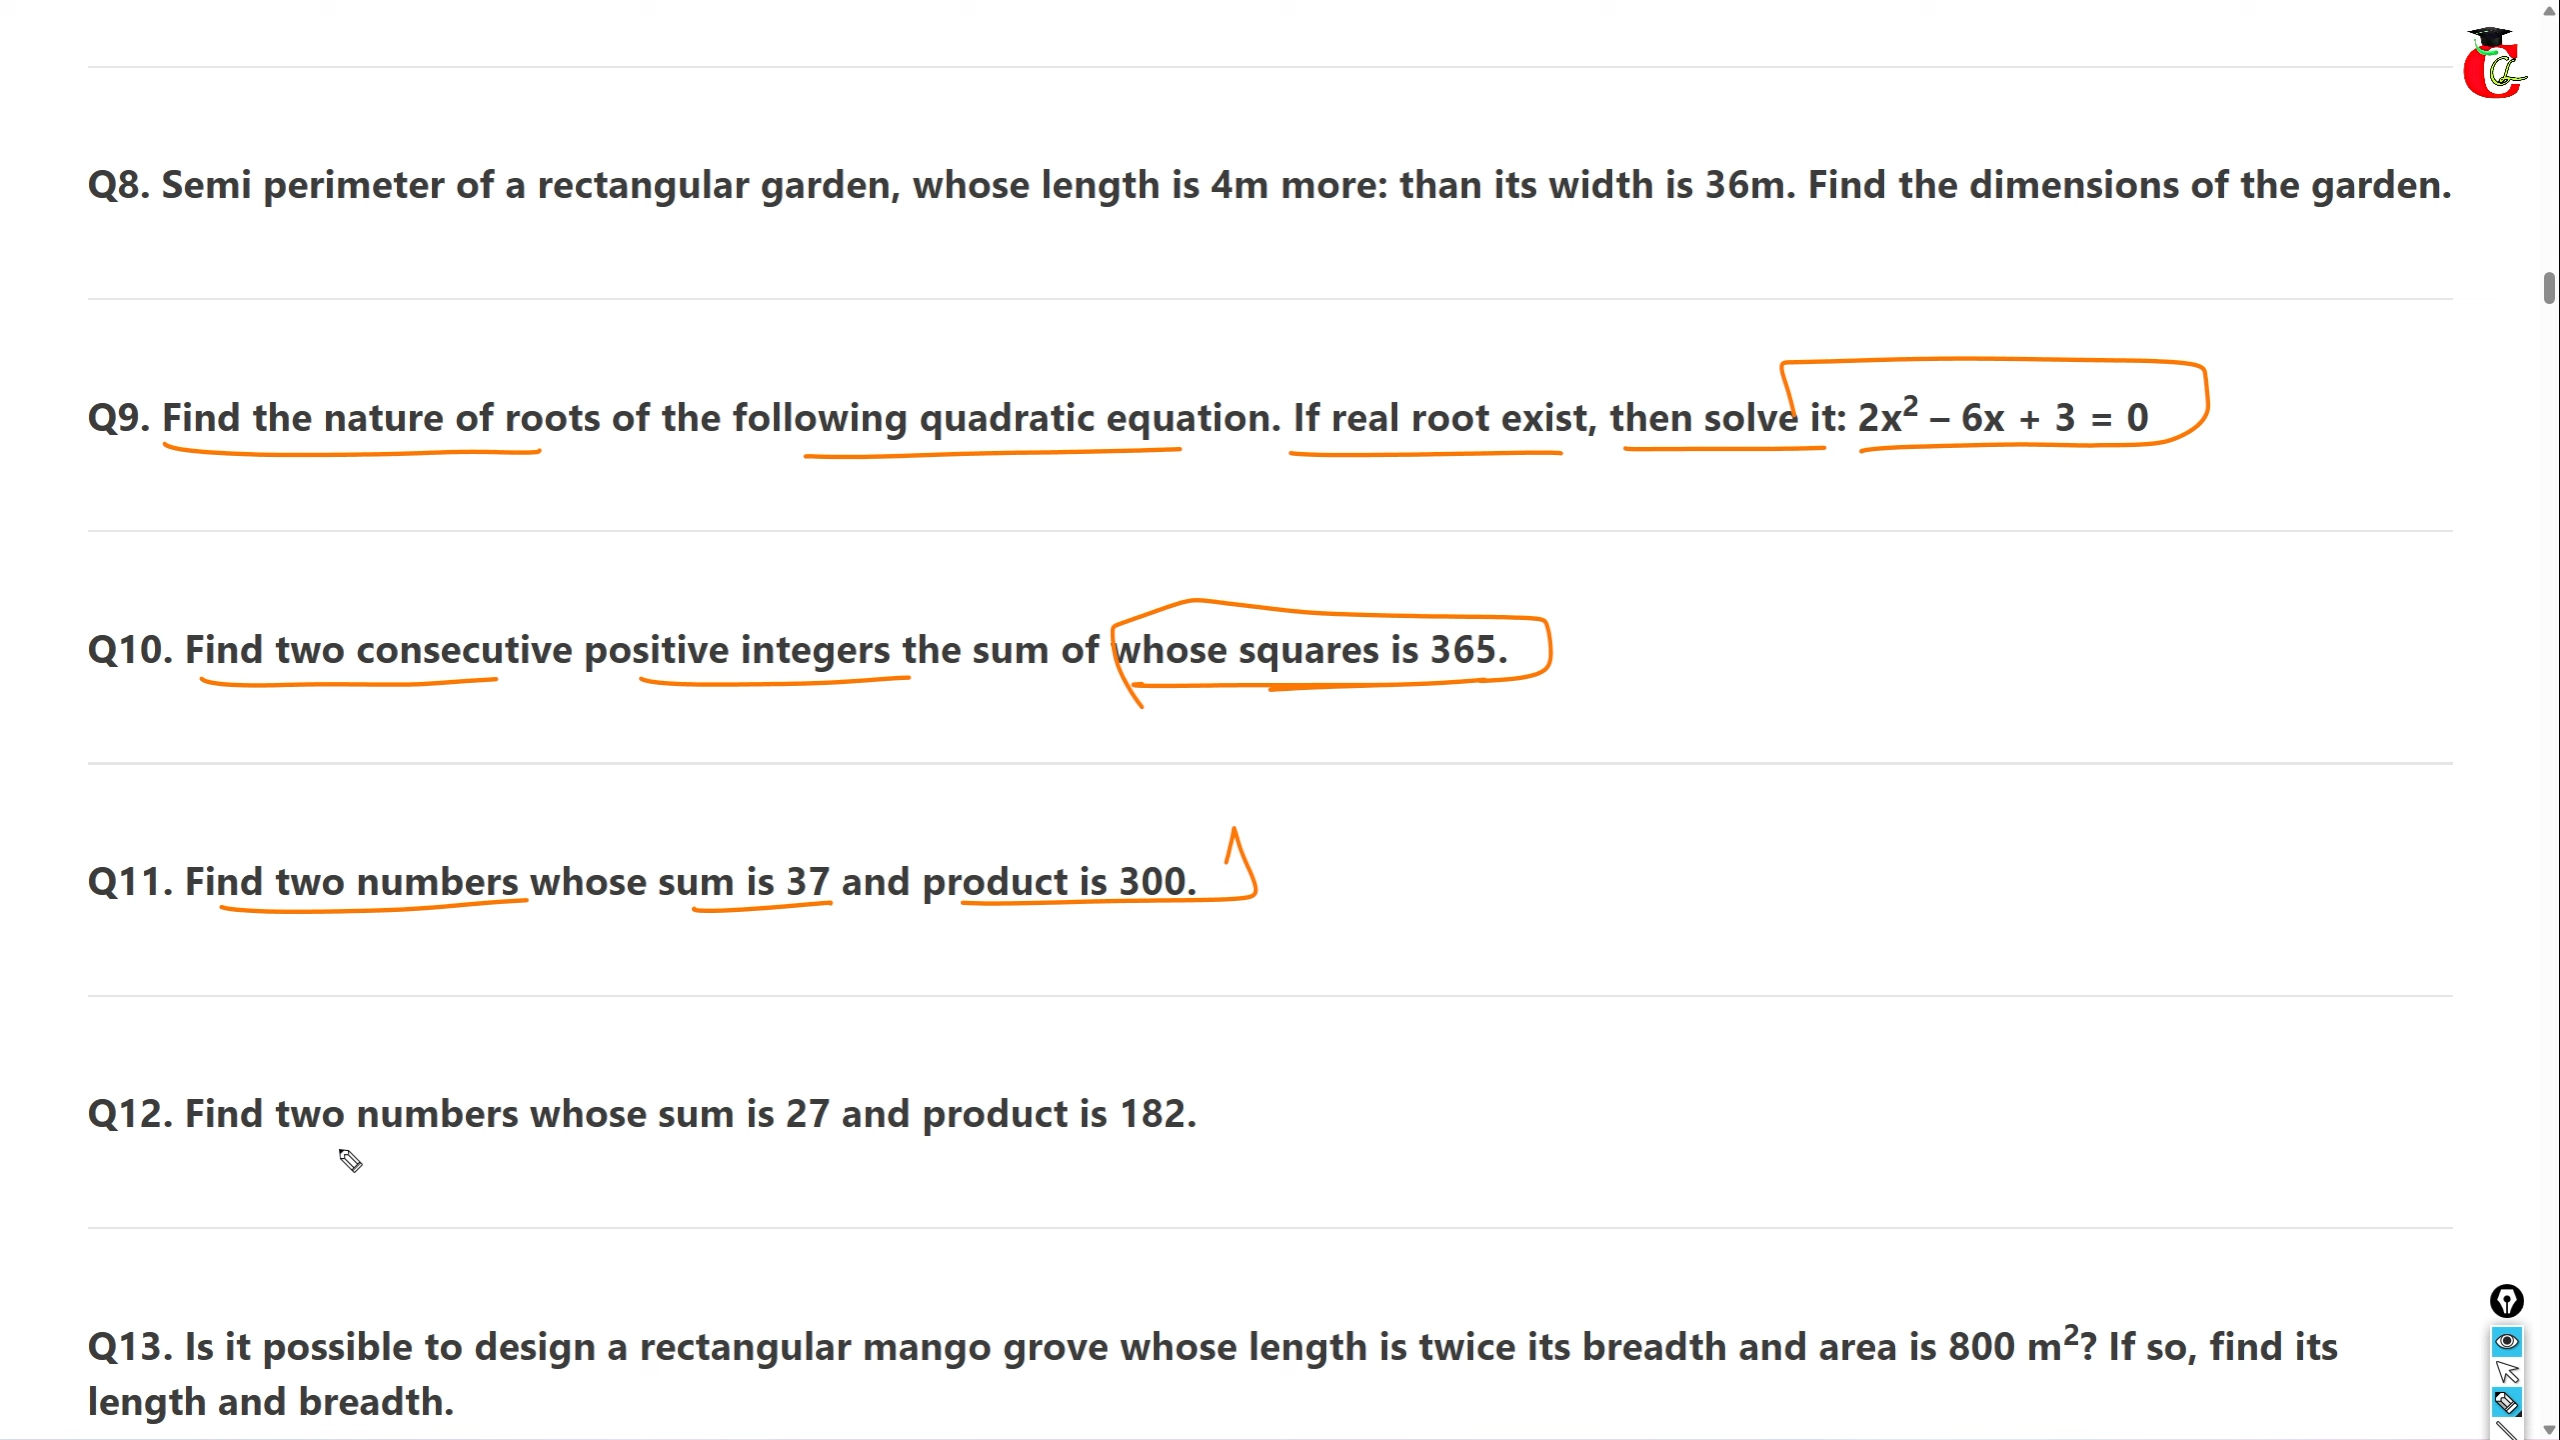 Q8. Semi perimeter of a rectangular garden, whose length is 4m more: than its width is 36m. Find the dimensions of the garden.
Q9. Find the nature of roots of the following quadratic equation. If real root exist, then solve it: 2x² – 6x + 3 = 0
Q10. Find two consecutive positive integers the sum of whose squares is 365.
Q11. Find two numbers whose sum is 37 and product is 300.
Q12. Find two numbers whose sum is 27 and product is 182.
Q13. Is it possible to design a rectangular mango grove whose length is twice its breadth and area is 800 m²? If so, find its
length and breadth.